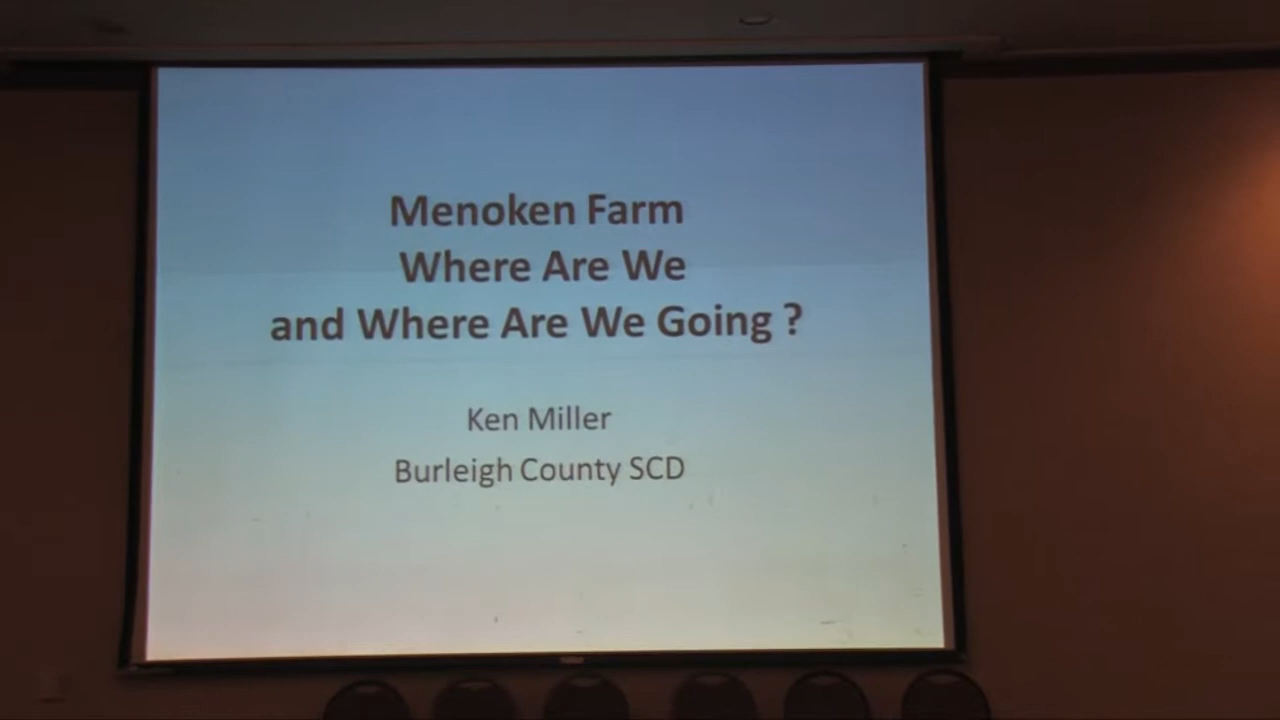 Menoken Farm
Where Are We
and Where Are We Going ?
Ken Miller
Burleigh County SCD